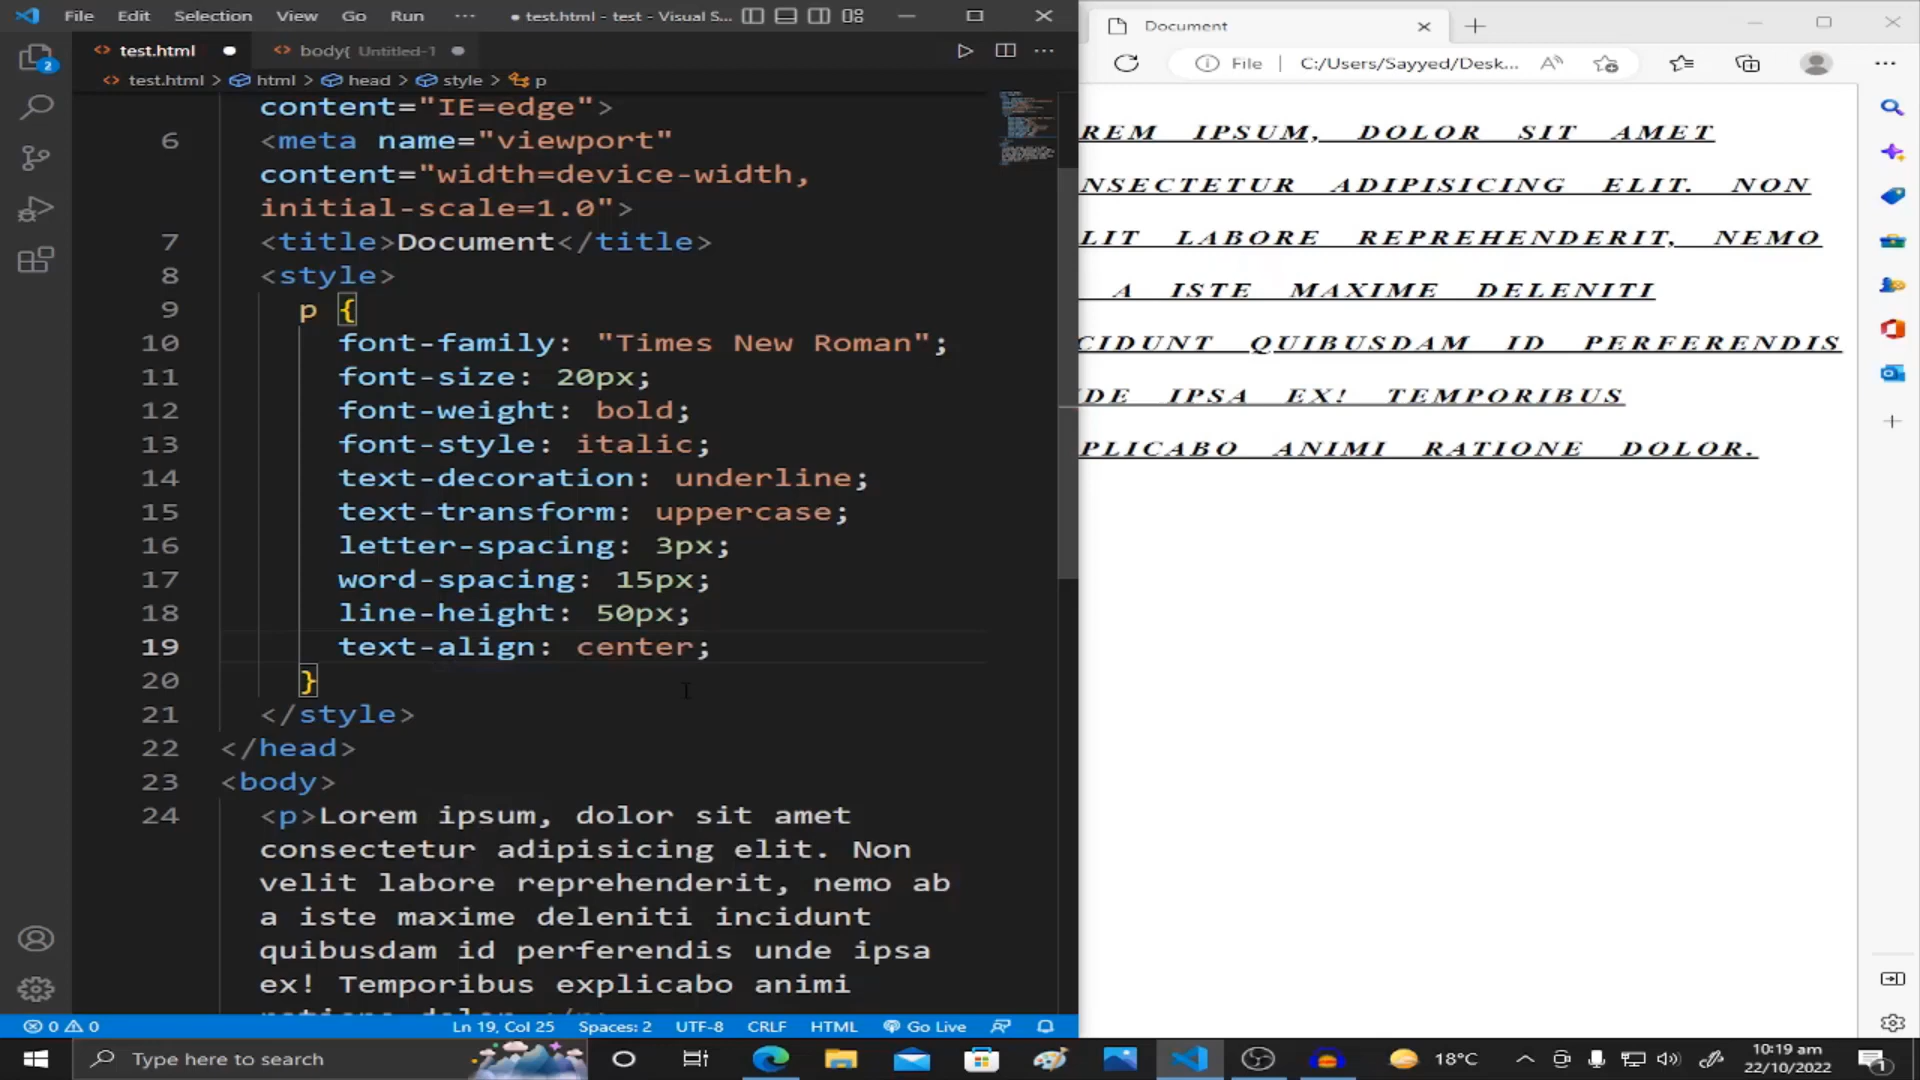 File Edit Selection View Go Run ··· ● test.html - test - Visual S...
test.html body{ Untitled-1
test.html > html > head > style > p
content="IE=edge">
6 <meta name="viewport"
content="width=device-width,
initial-scale=1.0">
7 <title>Document</title>
8 <style>
9 p {
10 font-family: "Times New Roman";
11 font-size: 20px;
12 font-weight: bold;
13 font-style: italic;
14 text-decoration: underline;
15 text-transform: uppercase;
16 letter-spacing: 3px;
17 word-spacing: 15px;
18 line-height: 50px;
19 text-align: center;
20 }
21 </style>
22 </head>
23 <body>
24 <p>Lorem ipsum, dolor sit amet
consectetur adipisicing elit. Non
velit labore reprehenderit, nemo ab
a iste maxime deleniti incidunt
quibusdam id perferendis unde ipsa
ex! Temporibus explicabo animi
2
0 0 Ln 19, Col 25 Spaces: 2 UTF-8 CRLF HTML Go Live
Document
File C:/Users/Sayyed/Desk...
REM IPSUM, DOLOR SIT AMET
NSECTETUR ADIPISICING ELIT. NON
LIT LABORE REPREHENDERIT, NEMO
A ISTE MAXIME DELENITI
CIDUNT QUIBUSDAM ID PERFERENDIS
DE IPSA EX! TEMPORIBUS
PLICABO ANIMI RATIONE DOLOR.
Type here to search 18°C 10:19 am
22/10/2022 1